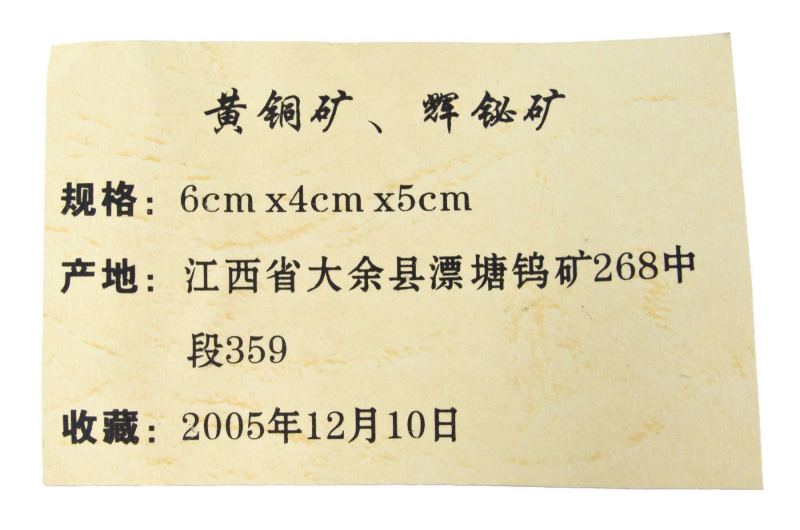 黄铜矿、辉铋矿
规格：6cm x4cm x5cm
产地：江西省大余县漂塘钨矿268中
段359
收藏：2005年12月10日